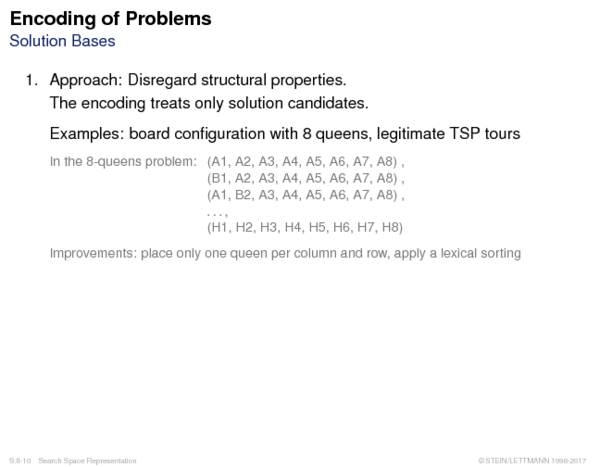 Encoding of Problems
Solution Bases
1. Approach: Disregard structural properties.
The encoding treats only solution candidates.
Examples: board configuration with 8 queens, legitimate TSP tours
In the 8-queens problem: (A1, A2, A3, A4, A5, A6, A7, A8) ,
(B1, A2, A3, A4, A5, A6, A7, A8) ,
(A1, B2, A3, A4, A5, A6, A7, A8) ,
. . . ,
(H1, H2, H3, H4, H5, H6, H7, H8)
Improvements: place only one queen per column and row, apply a lexical sorting
S:II-10 Search Space Representation © STEIN/LETTMANN 1998-2017